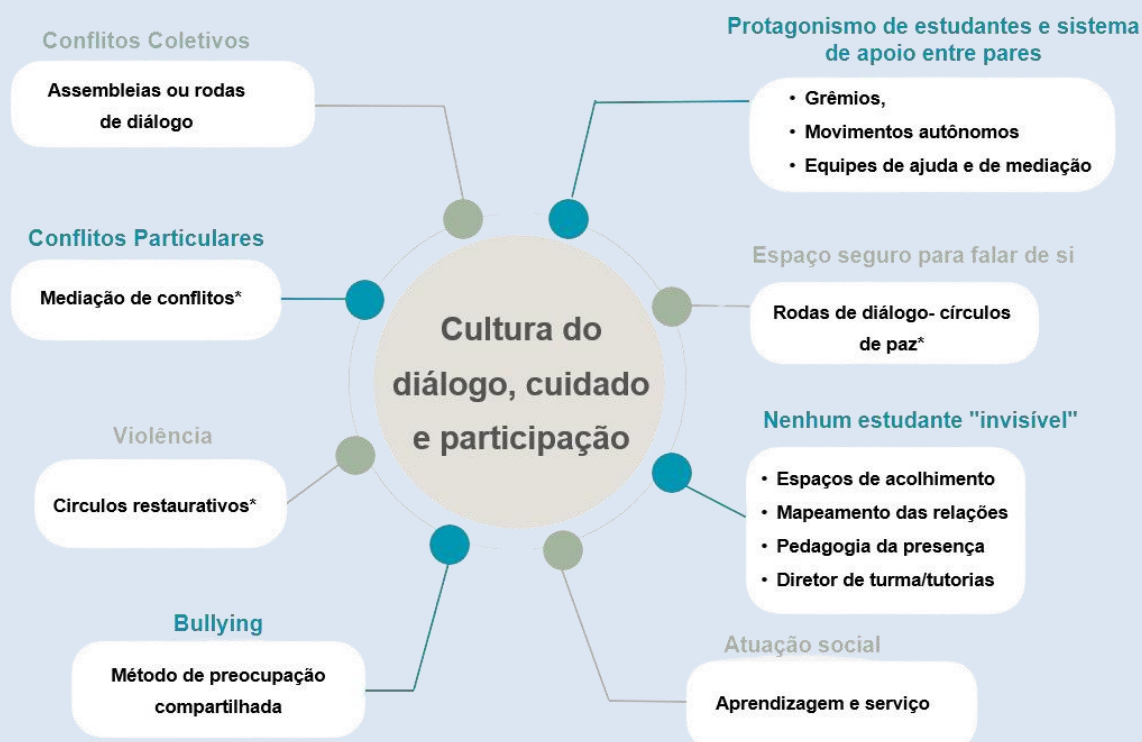 Conflitos Coletivos
Assembleias ou rodas
de diálogo
Conflitos Particulares
Mediação de conflitos*
Violência
Circulos restaurativos*
Bullying
Método de preocupação
compartilhada
Cultura do
diálogo, cuidado
e participação
Protagonismo de estudantes e sistema
de apoio entre pares
• Grêmios,
• Movimentos autônomos
• Equipes de ajuda e de mediação
Espaço seguro para falar de si
Rodas de diálogo- círculos
de paz*
Nenhum estudante "invisível"
• Espaços de acolhimento
• Mapeamento das relações
• Pedagogia da presença
• Diretor de turma/tutorias
Atuação social
Aprendizagem e serviço